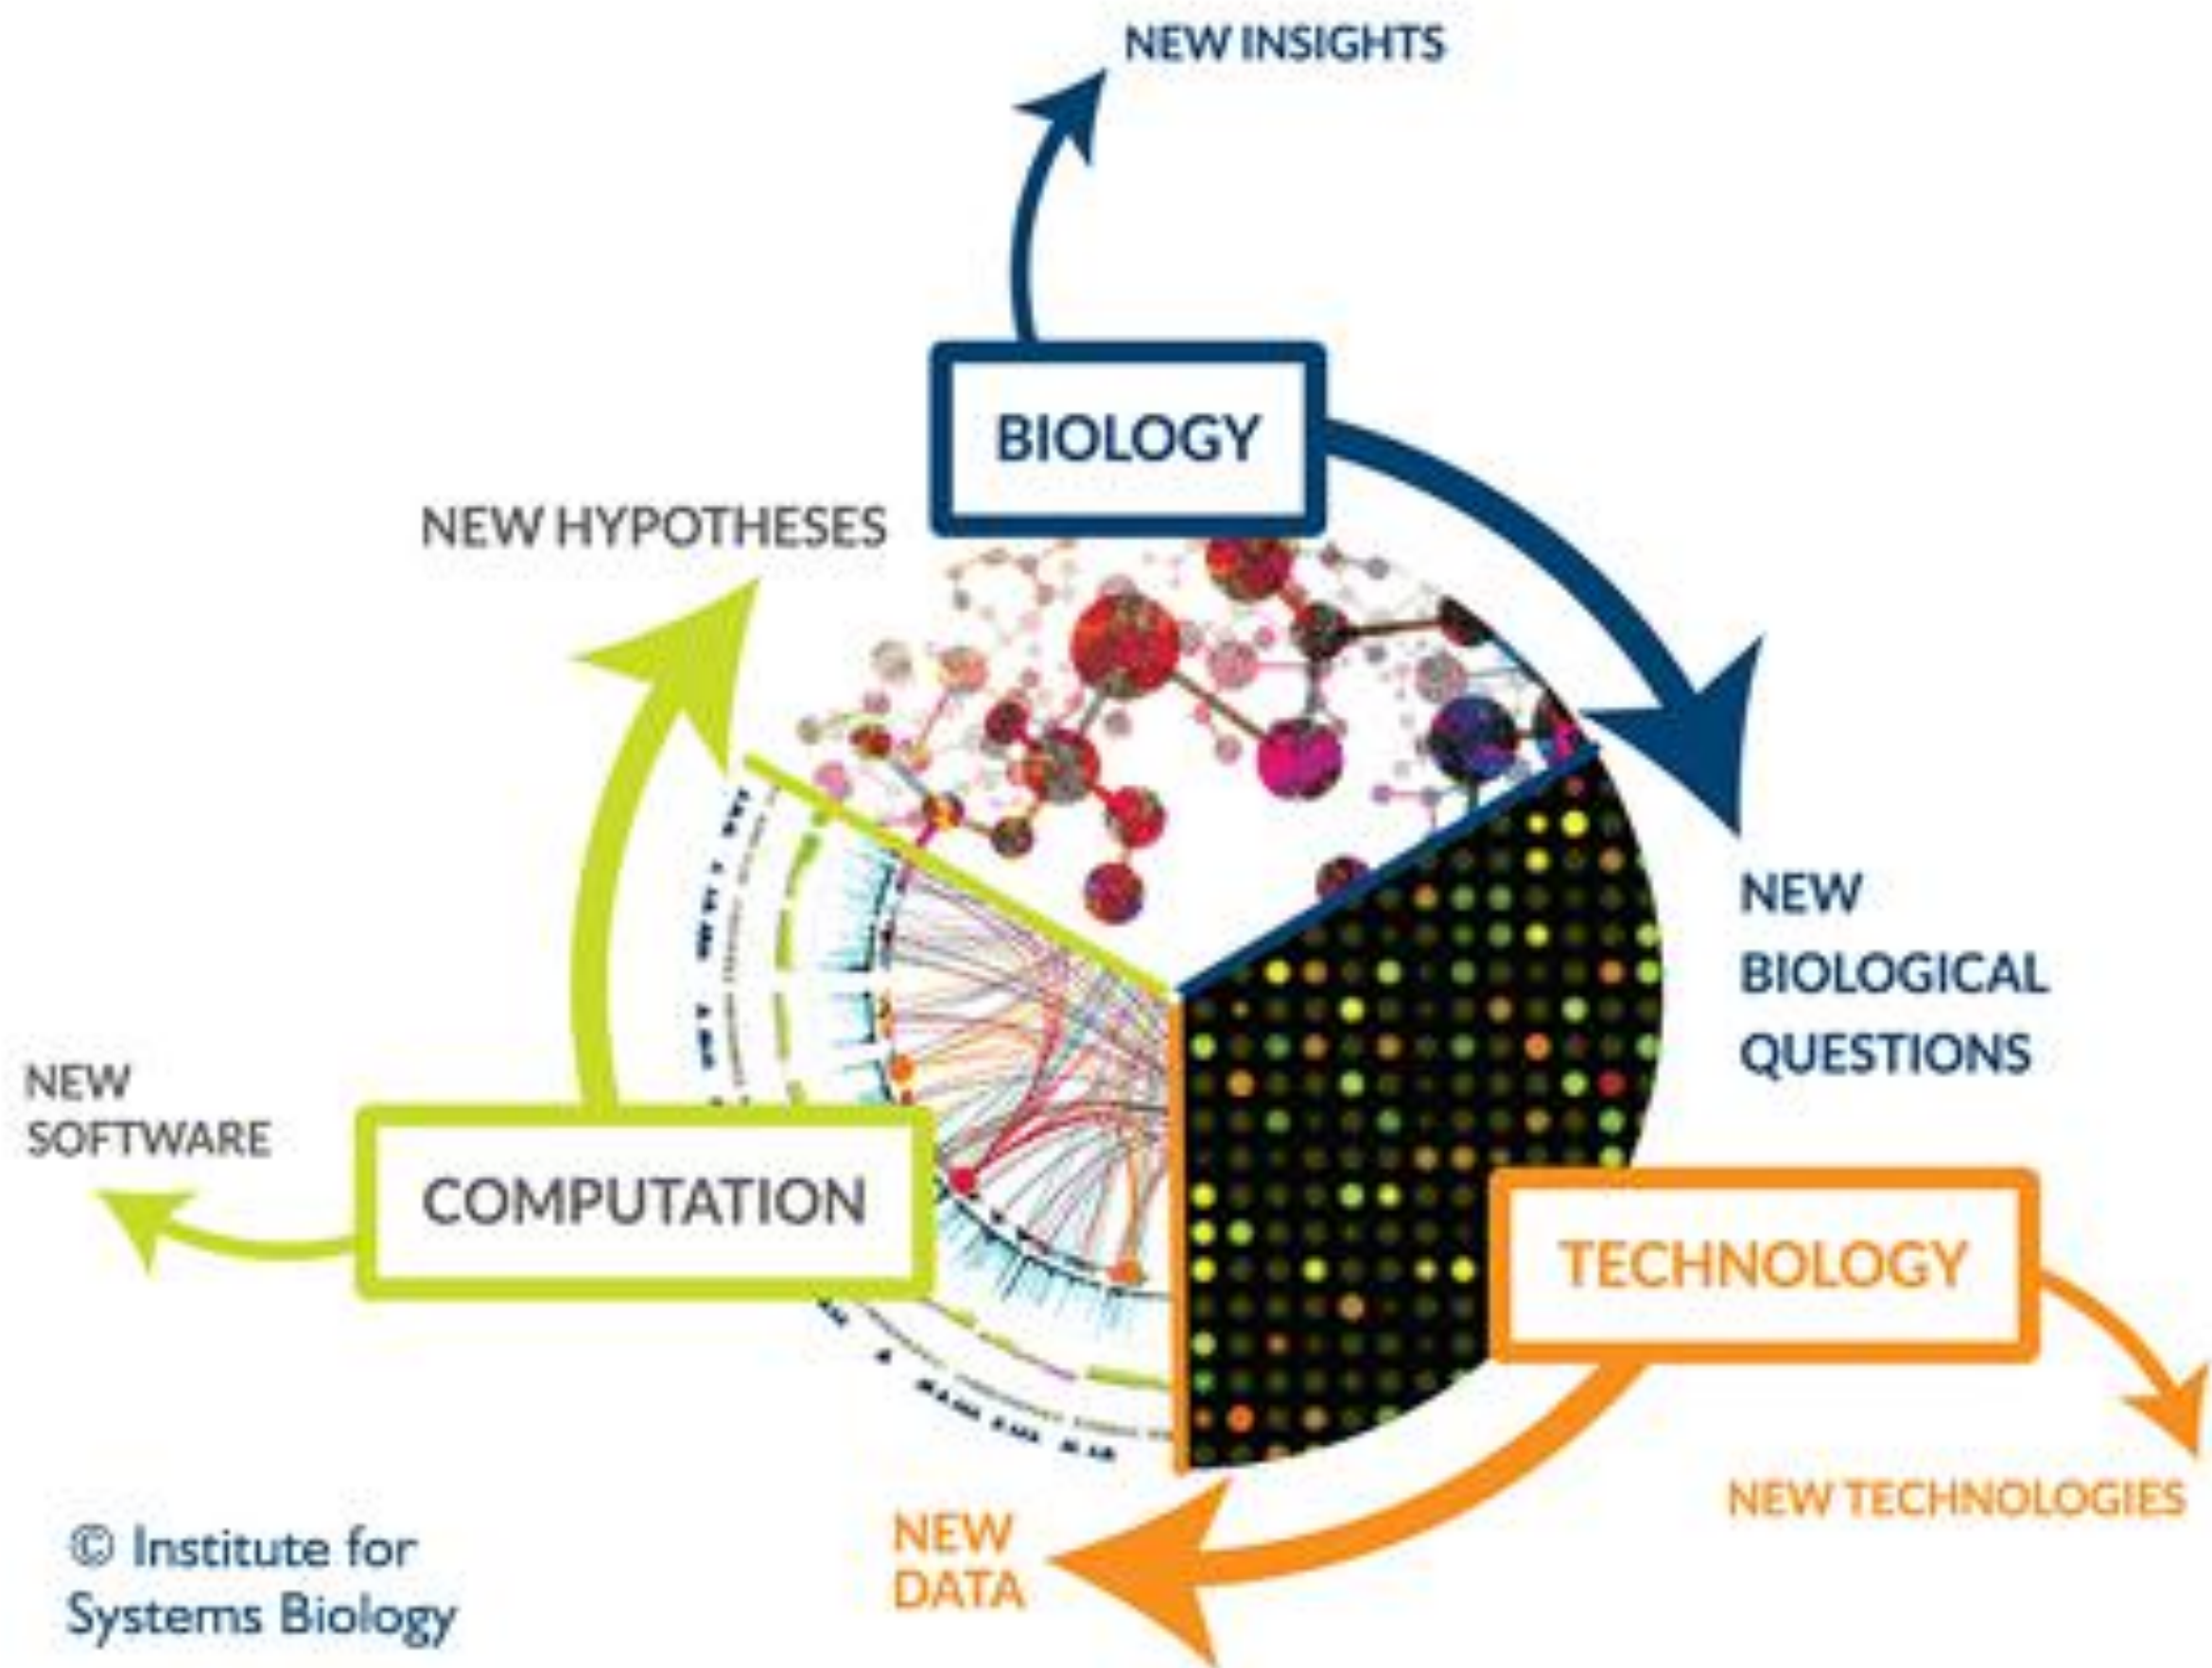 NEW INSIGHTS
BIOLOGY
NEW HYPOTHESES
NEW
BIOLOGICAL
QUESTIONS
NEW
SOFTWARE
COMPUTATION
TECHNOLOGY
NEW TECHNOLOGIES
NEW
DATA
© Institute for
Systems Biology